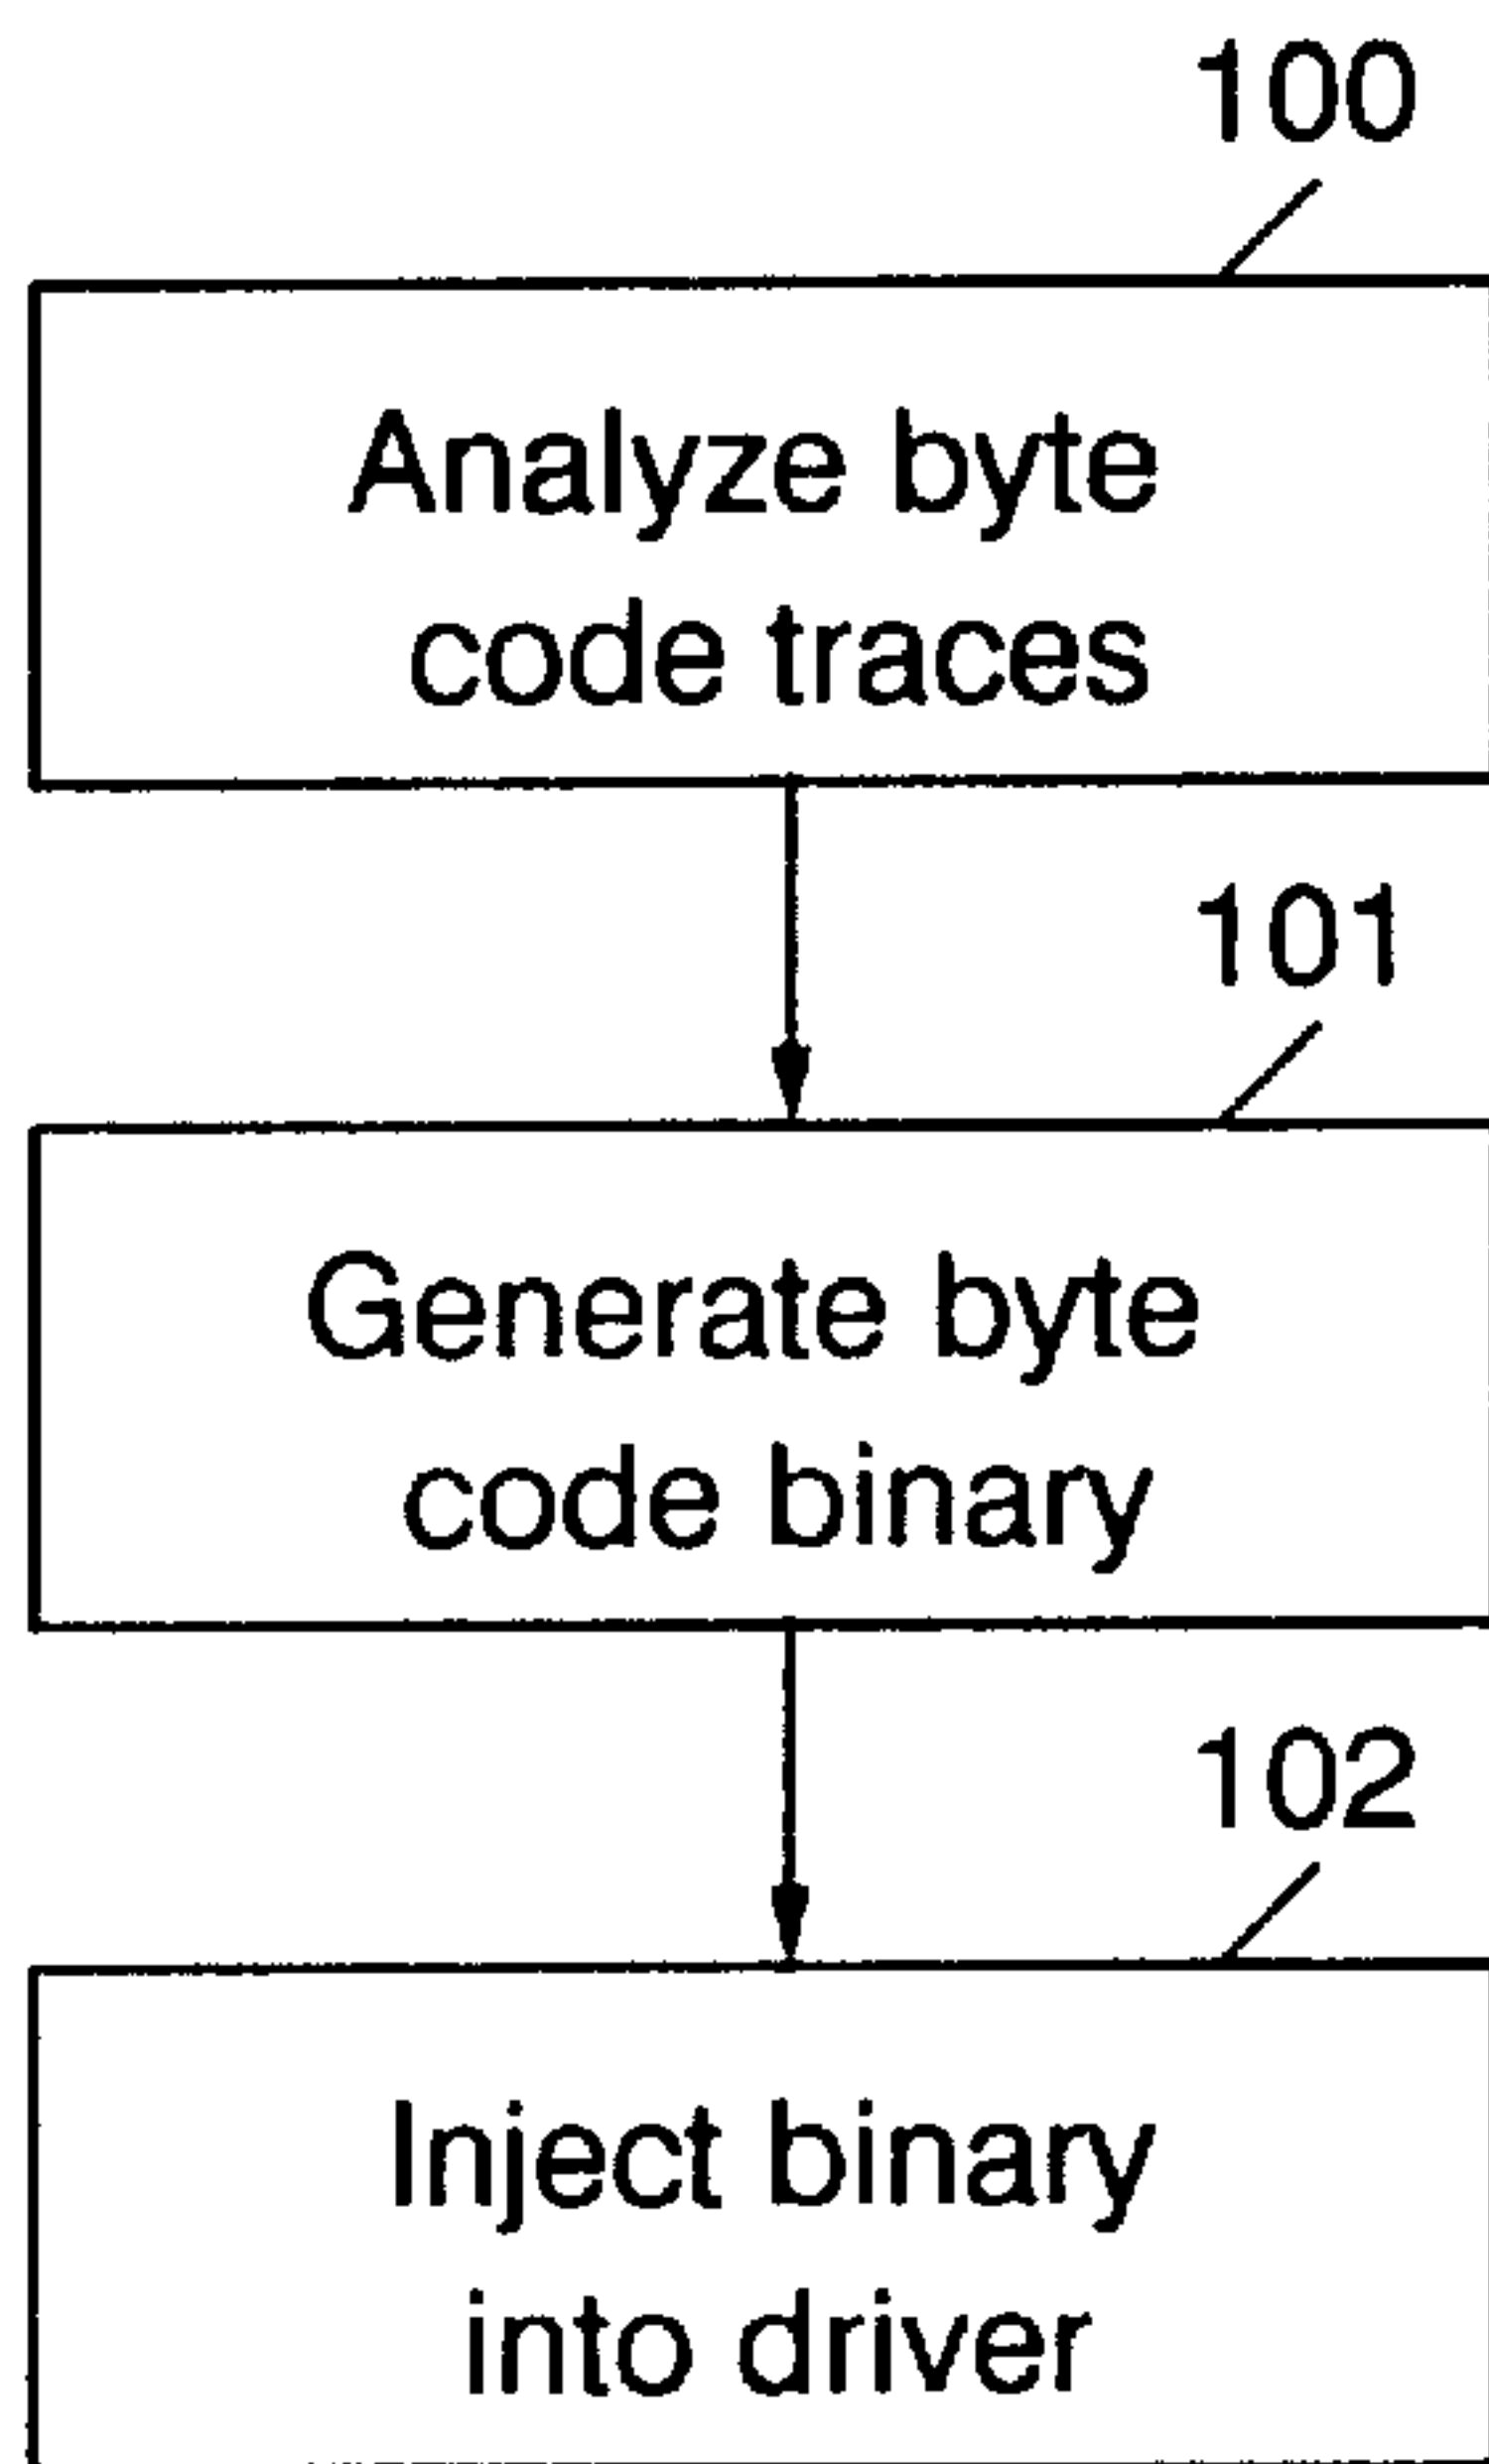 100
Analyze byte
code traces
101
Generate byte
code binary
102
Inject binary
into driver